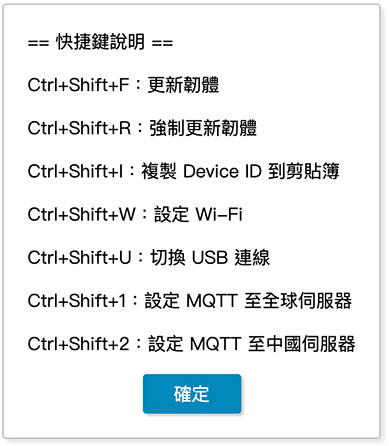 == 快捷鍵說明 ==
Ctrl+Shift+F：更新韌體
Ctrl+Shift+R：強制更新韌體
Ctrl+Shift+I：複製 Device ID 到剪貼簿
Ctrl+Shift+W：設定 Wi-Fi
Ctrl+Shift+U：切換 USB 連線
Ctrl+Shift+1：設定 MQTT 至全球伺服器
Ctrl+Shift+2：設定 MQTT 至中國伺服器
確定